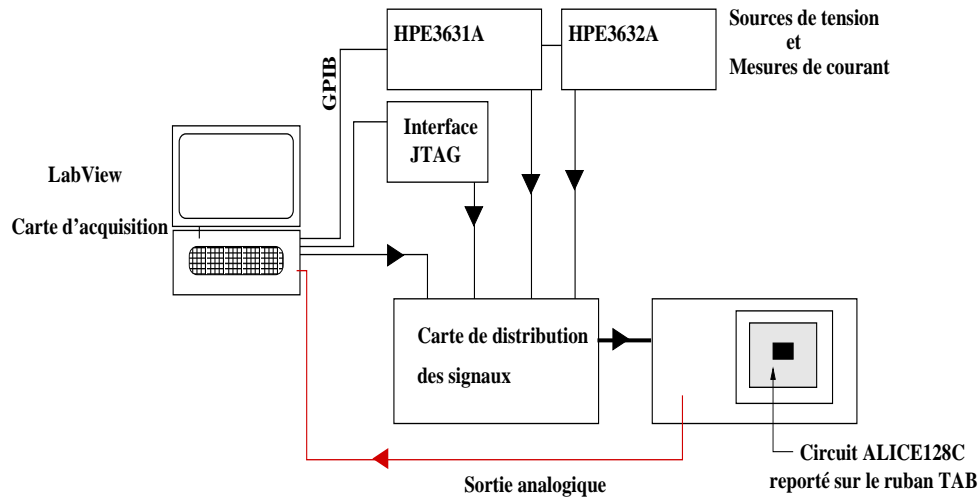 HPE3631A
HPE3632A
Sources de tension
et
Mesures de courant
GPIB
Interface
JTAG
LabView
Carte d'acquisition
Carte de distribution
des signaux
Circuit ALICE128C
reporté sur le ruban TAB
Sortie analogique